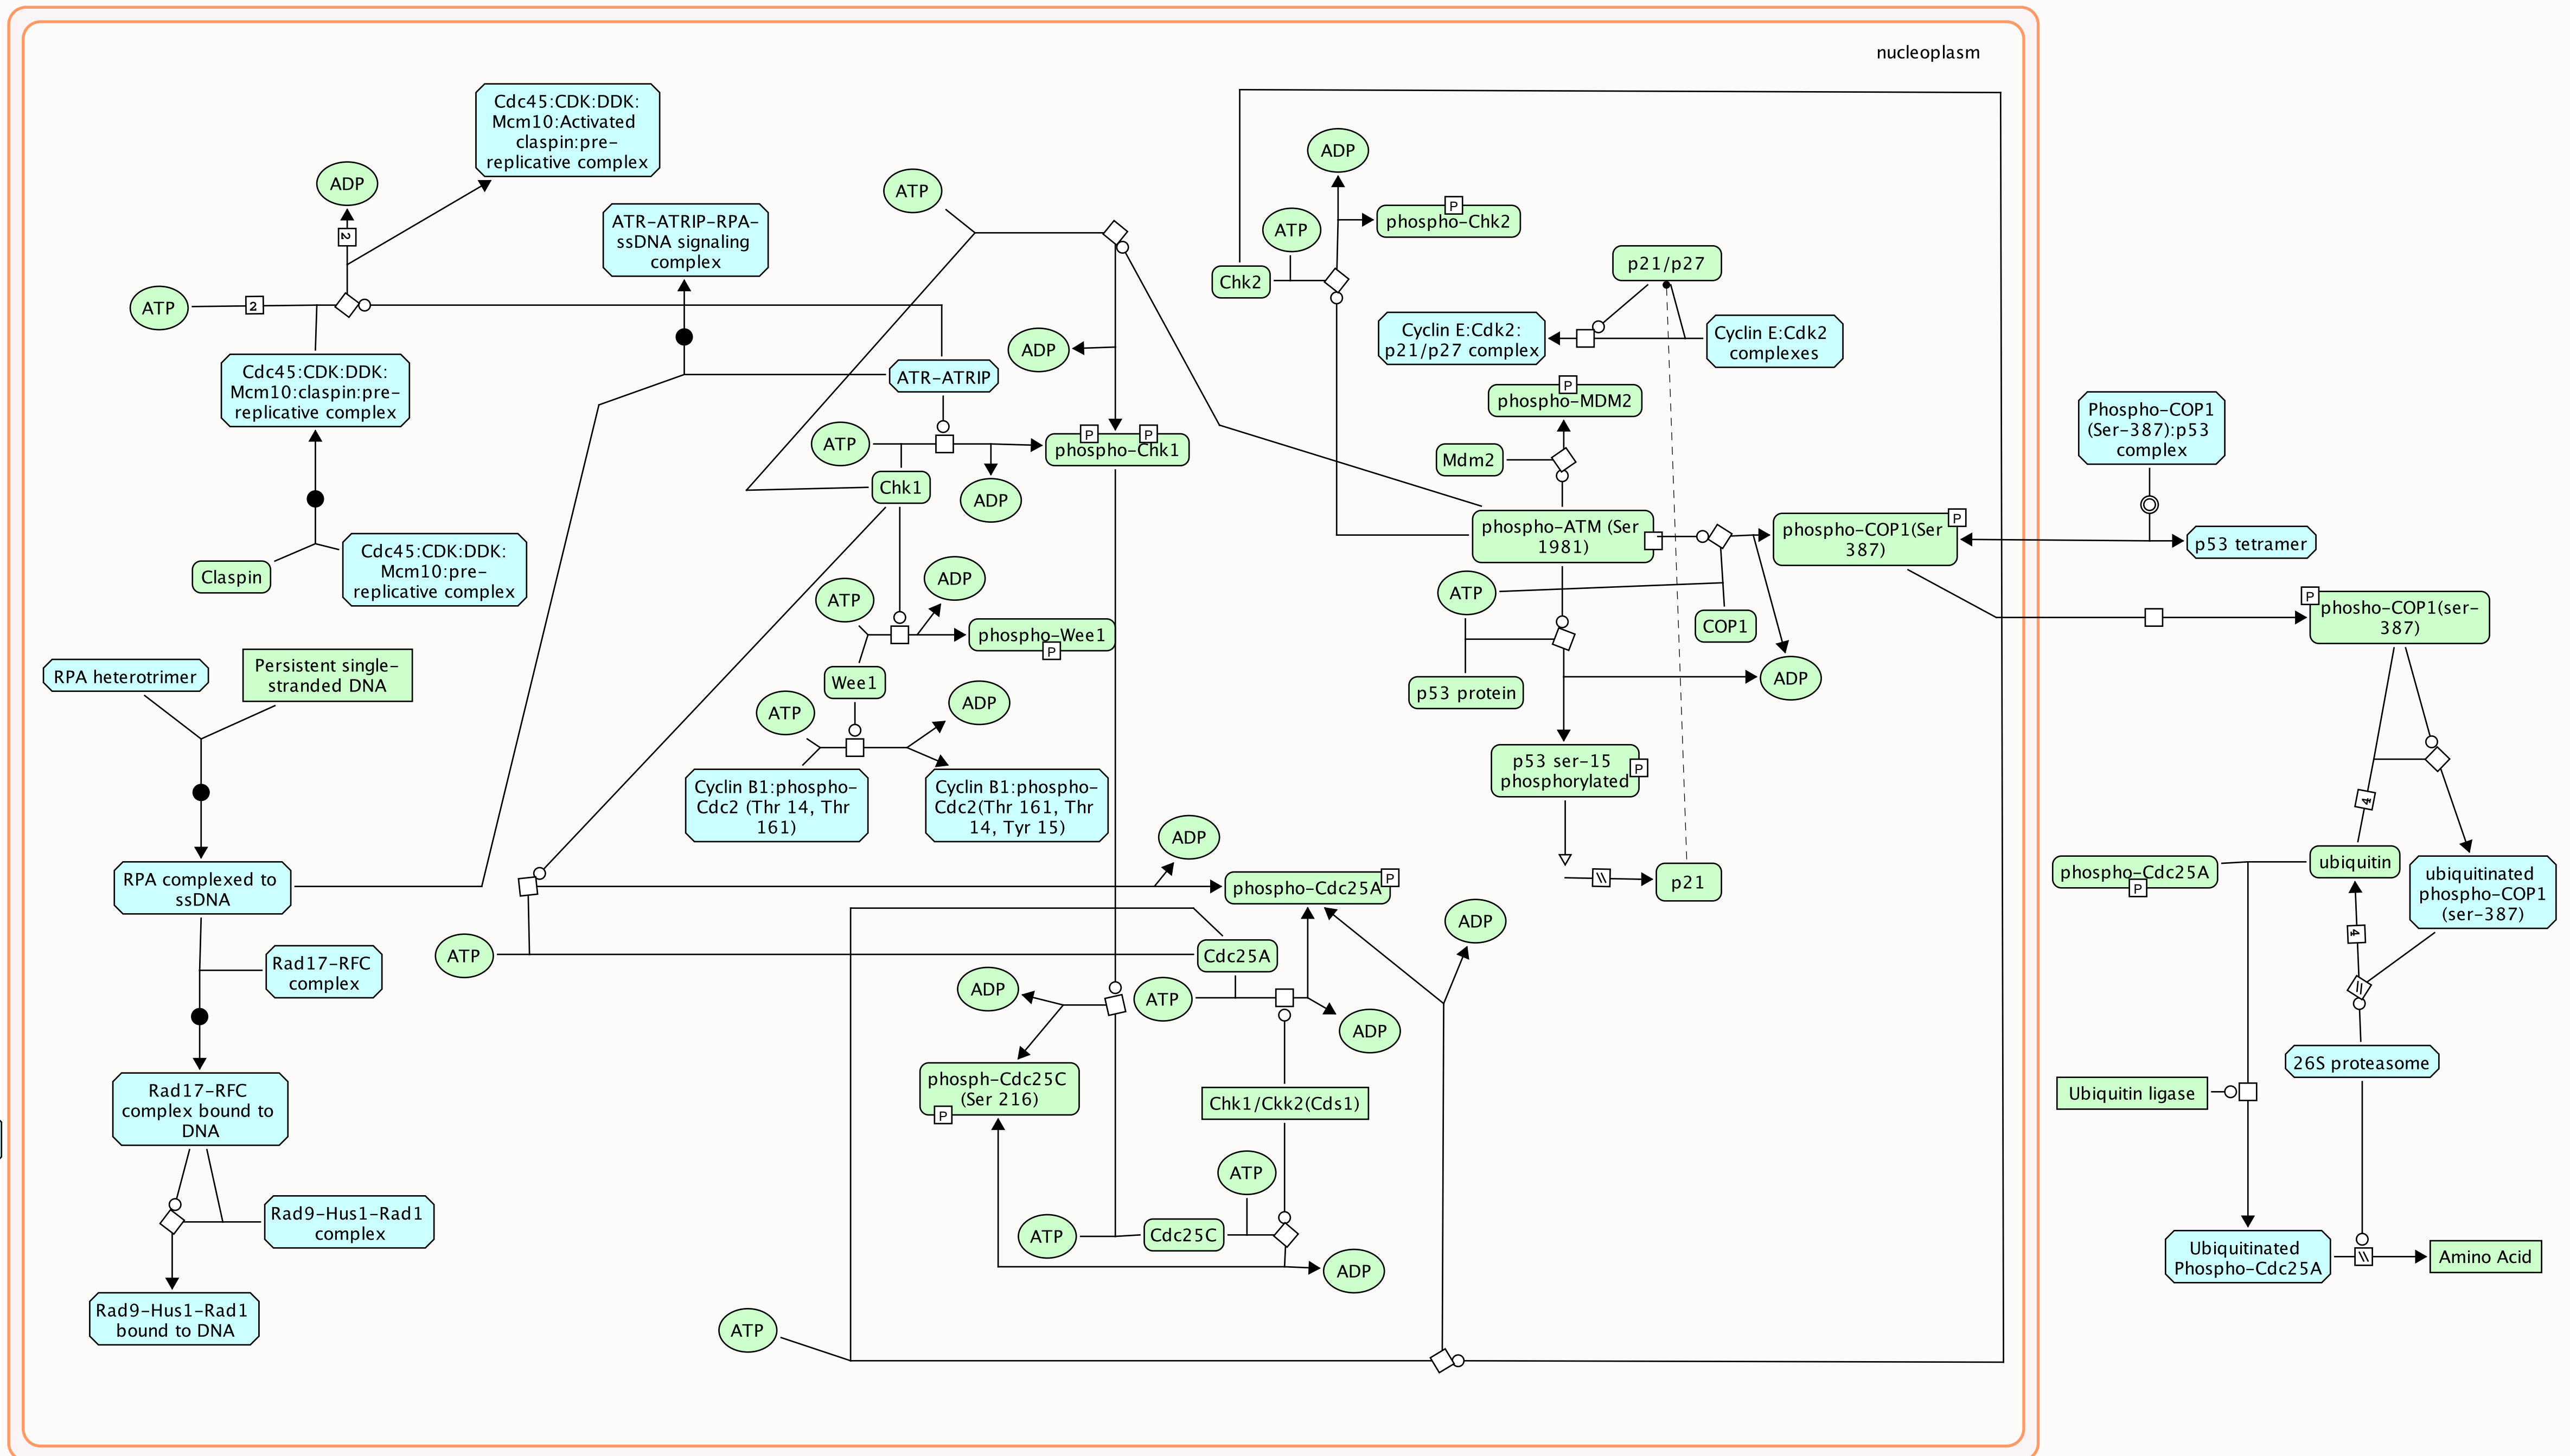 nucleoplasm
Cdc45:CDK:DDK:
Mcm10:Activated
claspin:pre-
replicative complex
ADP
2
ATP
2
Cdc45:CDK:DDK:
Mcm10:claspin:pre-
replicative complex
Claspin
Cdc45:CDK:DDK:
Mcm10:pre-
replicative complex
ATR-ATRIP-RPA-
ssDNA signaling
complex
ATR-ATRIP
ATP
ADP
ATP
P
P
phospho-Chk1
Chk1
ADP
ATP
ADP
phospho-Wee1
P
Wee1
ATP
ADP
Cyclin B1:phospho-
Cdc2 (Thr 14, Thr
161)
Cyclin B1:phospho-
Cdc2(Thr 161, Thr
14, Tyr 15)
RPA heterotrimer
Persistent single-
stranded DNA
RPA complexed to
ssDNA
Rad17-RFC
complex
Rad17-RFC
complex bound to
DNA
Rad9-Hus1-Rad1
complex
Rad9-Hus1-Rad1
bound to DNA
ADP
ATP
P
phospho-Chk2
Chk2
p21/p27
Cyclin E:Cdk2:
p21/p27 complex
Cyclin E:Cdk2
complexes
P
phospho-MDM2
Mdm2
phospho-ATM (Ser
1981)
P
phospho-COP1(Ser
387)
ATP
COP1
p53 protein
ADP
p53 ser-15
phosphorylated
P
p21
ADP
phospho-Cdc25A
P
ATP
Cdc25A
ADP
ADP
ATP
ADP
phosph-Cdc25C
(Ser 216)
P
Chk1/Ckk2(Cds1)
ATP
ATP
Cdc25C
ADP
ATP
Phospho-COP1
(Ser-387):p53
complex
p53 tetramer
P
phosho-COP1(ser-
387)
4
phospho-Cdc25A
P
ubiquitin
ubiquitinated
phospho-COP1
(ser-387)
4
26S proteasome
Ubiquitin ligase
Ubiquitinated
Phospho-Cdc25A
Amino Acid